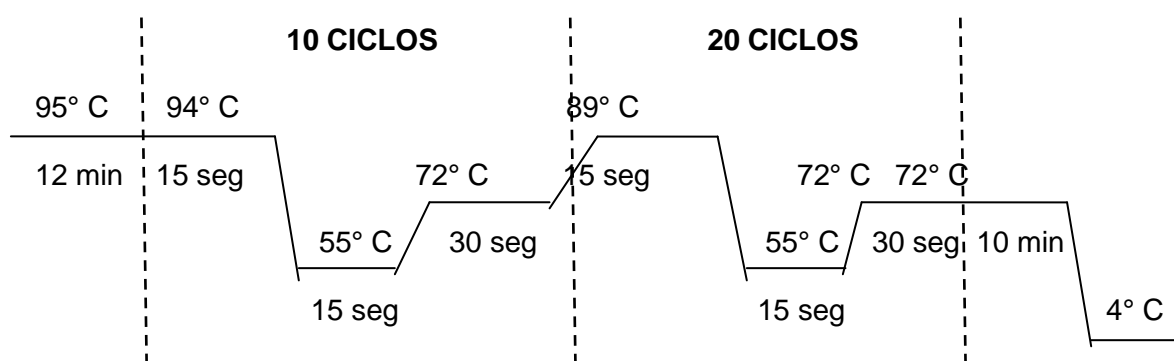 10 CICLOS 20 CICLOS
95° C 94° C 89° C
12 min 15 seg 72° C 15 seg 72° C 72° C
55° C 30 seg 55° C 30 seg 10 min
15 seg 15 seg 4° C